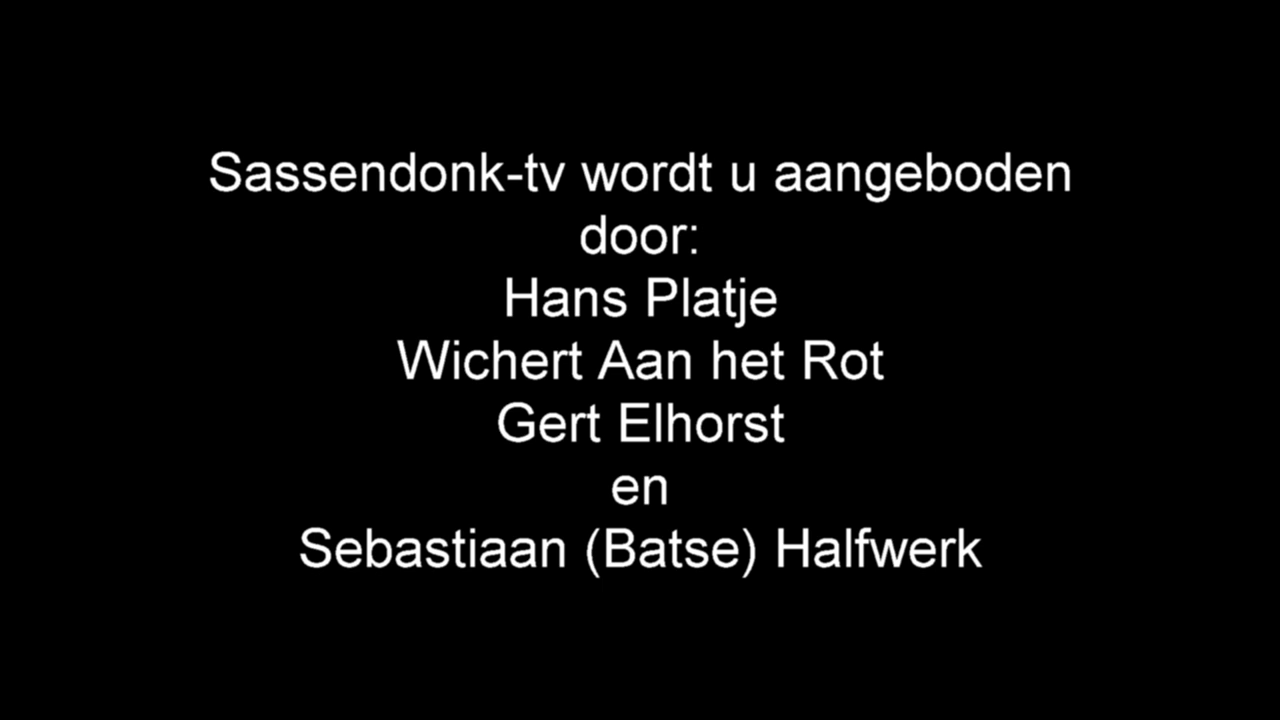 Sassendonk-tv wordt u aangeboden
door:
Hans Platje
Wichert Aan het Rot
Gert Elhorst
en
Sebastiaan (Batse) Halfwerk